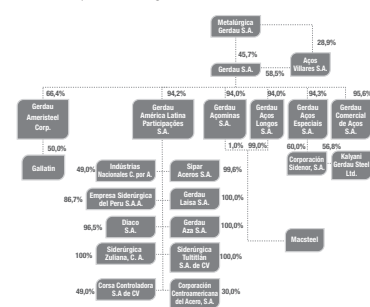 Metalúrgica
Gerdau S.A.
45,7%
28,9%
Gerdau S.A.
58,5%
Aços
Villares S.A.
66,4%
94,2%
94,0%
94,0%
94,3%
95,6%
Gerdau
Ameristeel
Corp.
Gerdau
América Latina
Participações
S.A.
Gerdau
Açominas
S.A.
Gerdau
Aços
Longos S.A.
Gerdau
Aços
Especiais S.A.
Gerdau
Comercial
de Aços S.A.
50,0%
1,0%
99,0%
60,0%
56,8%
Gallatin
Corporación
Sidenor, S.A.
Kalyani
Gerdau Steel
Ltd.
49,0%
Indústrias
Nacionales C. por A.
Sipar
Aceros S.A.
99,6%
86,7%
Empresa Siderúrgica
del Peru S.A.A.
Gerdau
Laisa S.A.
100,0%
96,5%
Diaco
S.A.
Gerdau
Aza S.A.
100,0%
Macsteel
100%
Siderúrgica
Zuliana, C. A.
Siderúrgica
Tultitlán
S.A. de CV
100,0%
49,0%
Corsa Controladora
S.A de CV
Corporación
Centroamericana
del Acero, S.A.
30,0%